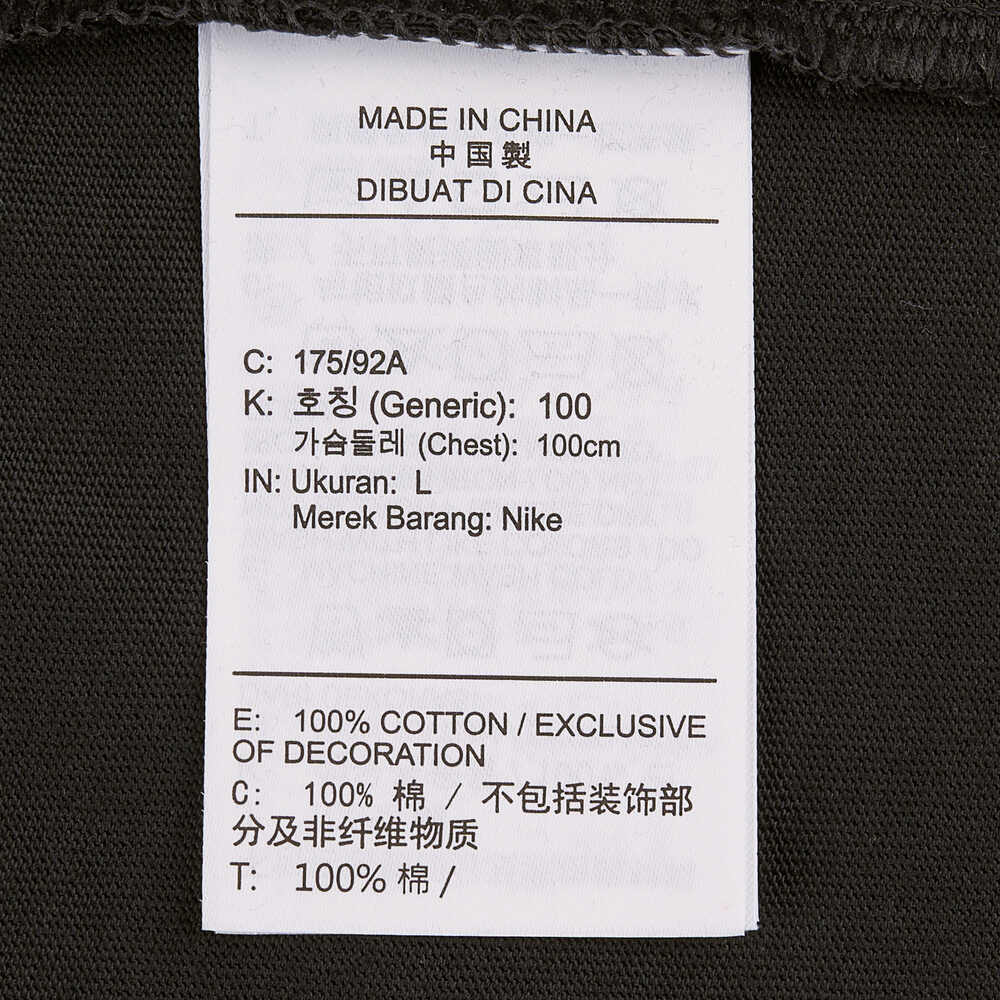 MADE IN CHINA
中国製
DIBUAT DI CINA
C: 175/92A
K: 호칭 (Generic): 100
가슴둘레 (Chest): 100cm
IN: Ukuran: L
Merek Barang: Nike
E: 100% COTTON / EXCLUSIVE
OF DECORATION
C: 100% 棉 / 不包括装饰部
分及非纤维物质
T: 100% 棉 /